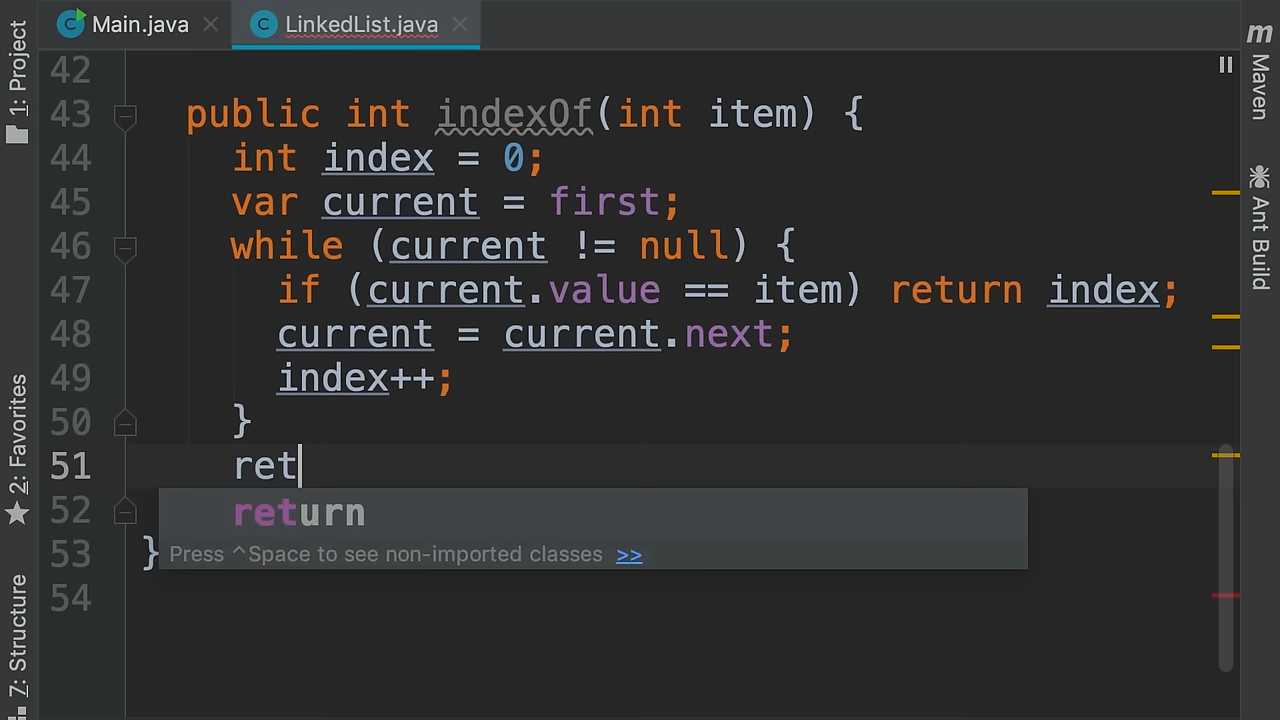 Main.java
LinkedList.java
1: Project
2: Favorites
7: Structure
42
43 public int indexOf(int item) {
44 int index = 0;
45 var current = first;
46 while (current != null) {
47 if (current.value == item) return index;
48 current = current.next;
49 index++;
50 }
51 ret
52 return
53 } Press ^Space to see non-imported classes >>
54
m Maven
Ant Build